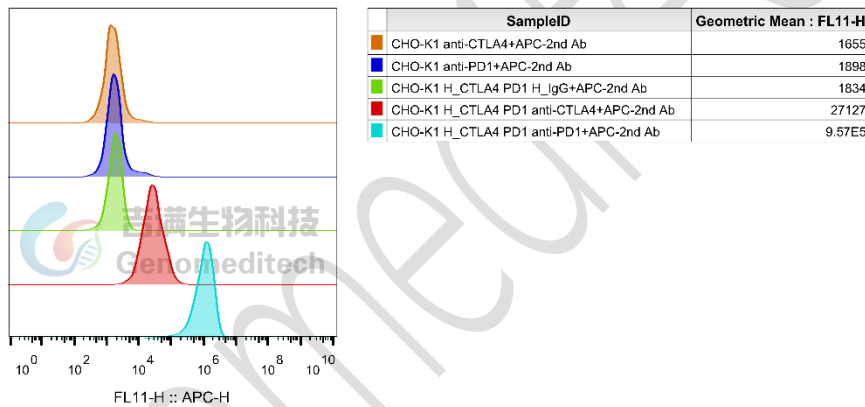 SampleID Geometric Mean : FL11-H
CHO-K1 anti-CTLA4+APC-2nd Ab 1655
CHO-K1 anti-PD1+APC-2nd Ab 1898
CHO-K1 H_CTLA4 PD1 H_IgG+APC-2nd Ab 1834
CHO-K1 H_CTLA4 PD1 anti-CTLA4+APC-2nd Ab 27127
CHO-K1 H_CTLA4 PD1 anti-PD1+APC-2nd Ab 9.57E5
吉满生物科技
Genomeditech
10 0 10 2 10 4 10 6 10 8 10 10
FL11-H :: APC-H